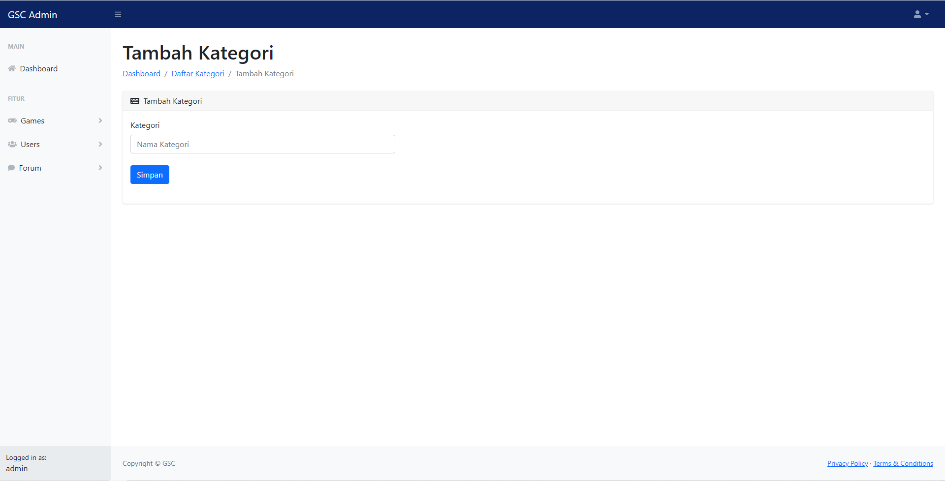 GSC Admin
MAIN
Dashboard
FITUR
Games
Users
Forum
Logged in as:
admin
Tambah Kategori
Dashboard / Daftar Kategori / Tambah Kategori
Tambah Kategori
Kategori
Nama Kategori
Simpan
Copyright © GSC
Privacy Policy · Terms & Conditions